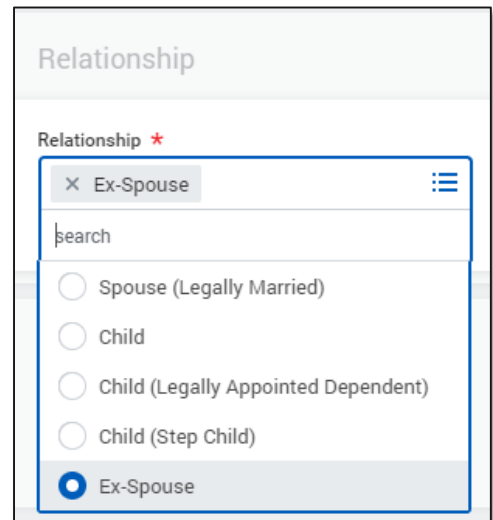 Relationship
Relationship *
× Ex-Spouse
search
Spouse (Legally Married)
Child
Child (Legally Appointed Dependent)
Child (Step Child)
Ex-Spouse